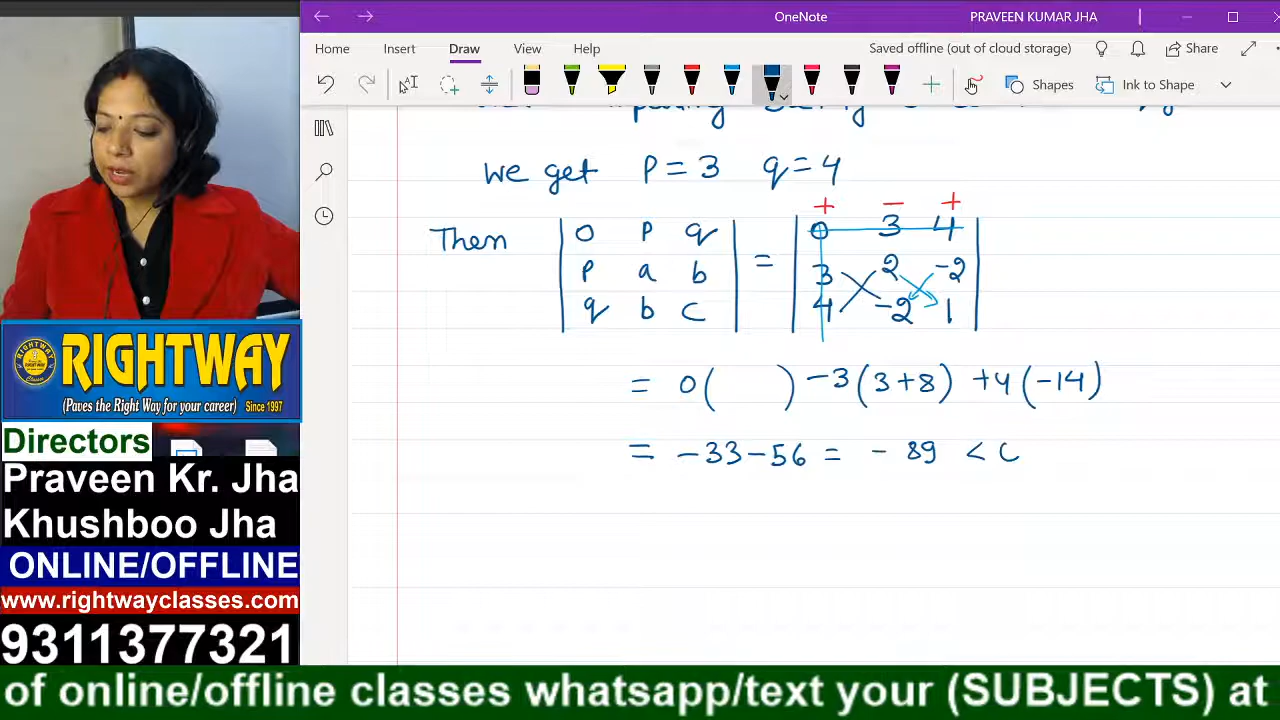 OneNote PRAVEEN KUMAR JHA
Home Insert Draw View Help Saved offline (out of cloud storage) Share
Shapes Ink to Share
We get P = 3 q = 4
+ − +
Then | 0 P q | = | 0 3 4 |
| P a b | | 3 2 -2 |
| q b c | | 4 -2 1 |
= 0( ) -3(3+8) +4(-14)
= -33-56 = - 89 <
RIGHTWAY
Classes
(Paves the Right Way for your career) Since 1997
Directors
Praveen Kr. Jha
Khushboo Jha
ONLINE/OFFLINE
www.rightwayclasses.com
9311377321
of online/offline classes whatsapp/text your (SUBJECTS) at